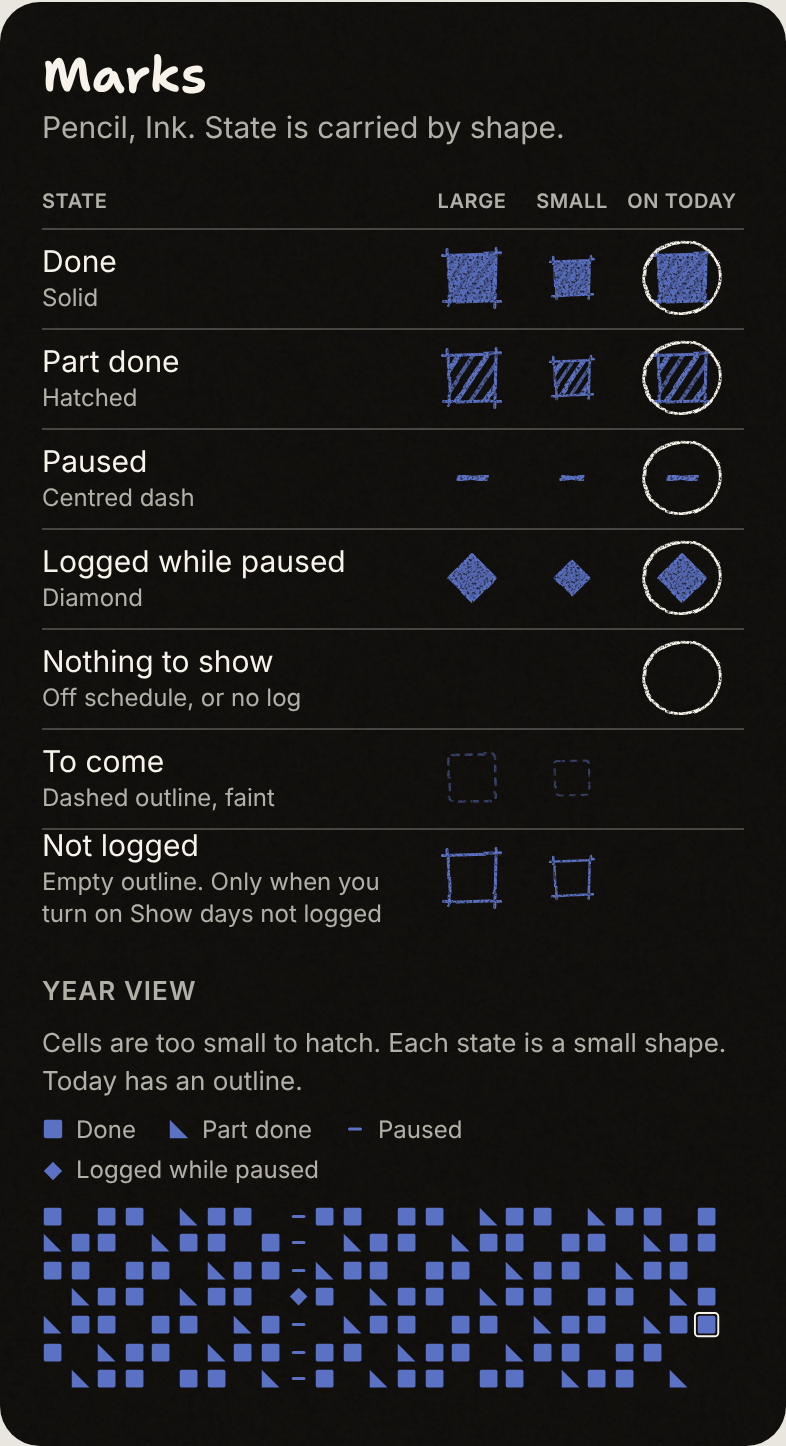 Marks
Pencil, Ink. State is carried by shape.
STATE LARGE SMALL ON TODAY
Done
Solid
Part done
Hatched
Paused
Centred dash
Logged while paused
Diamond
Nothing to show
Off schedule, or no log
To come
Dashed outline, faint
Not logged
Empty outline. Only when you
turn on Show days not logged
YEAR VIEW
Cells are too small to hatch. Each state is a small shape.
Today has an outline.
Done Part done Paused
Logged while paused